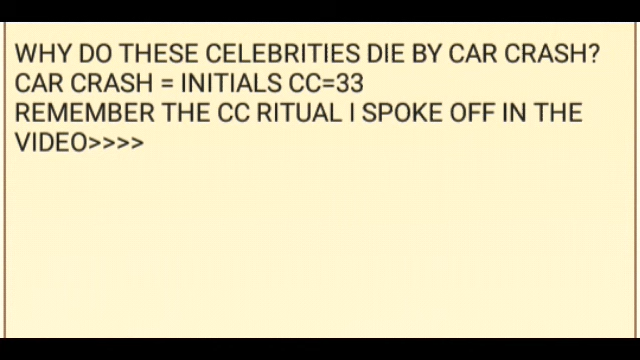 WHY DO THESE CELEBRITIES DIE BY CAR CRASH?
CAR CRASH = INITIALS CC=33
REMEMBER THE CC RITUAL I SPOKE OFF IN THE
VIDEO>>>>